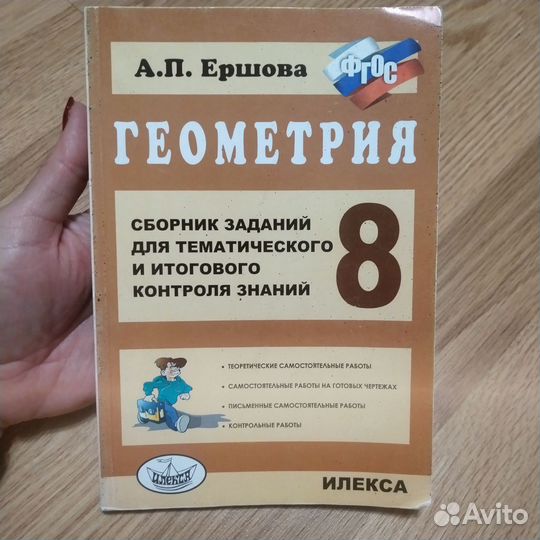 А.П. Ершова
ФГОС
ГЕОМЕТРИЯ
СБОРНИК ЗАДАНИЙ
ДЛЯ ТЕМАТИЧЕСКОГО
И ИТОГОВОГО
КОНТРОЛЯ ЗНАНИЙ
8
• ТЕОРЕТИЧЕСКИЕ САМОСТОЯТЕЛЬНЫЕ РАБОТЫ
• САМОСТОЯТЕЛЬНЫЕ РАБОТЫ НА ГОТОВЫХ ЧЕРТЕЖАХ
• ПИСЬМЕННЫЕ САМОСТОЯТЕЛЬНЫЕ РАБОТЫ
• КОНТРОЛЬНЫЕ РАБОТЫ
ИЛЕКСА
ИЛЕКСА
Avito